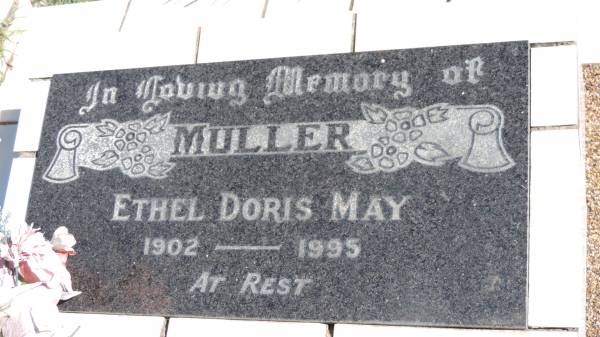 In Loving Memory of
MULLER
ETHEL DORIS MAY
1902 — 1995
AT REST